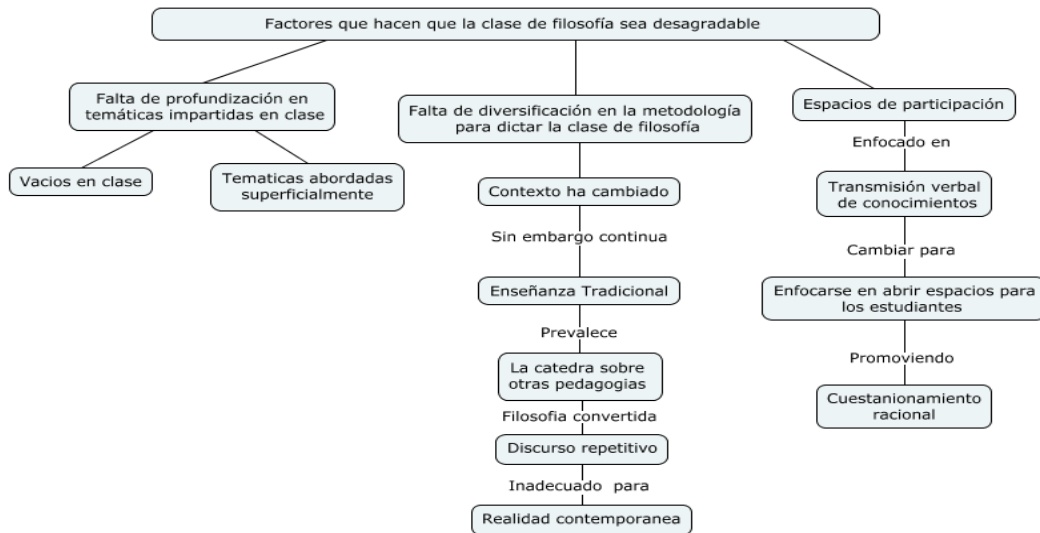 Factores que hacen que la clase de filosofía sea desagradable
Falta de profundización en
temáticas impartidas en clase
Vacios en clase
Tematicas abordadas
superficialmente
Falta de diversificación en la metodología
para dictar la clase de filosofía
Contexto ha cambiado
Sin embargo continua
Enseñanza Tradicional
Prevalece
La catedra sobre
otras pedagogias
Filosofia convertida
Discurso repetitivo
Inadecuado para
Realidad contemporanea
Espacios de participación
Enfocado en
Transmisión verbal
de conocimientos
Cambiar para
Enfocarse en abrir espacios para
los estudiantes
Promoviendo
Cuestanionamiento
racional